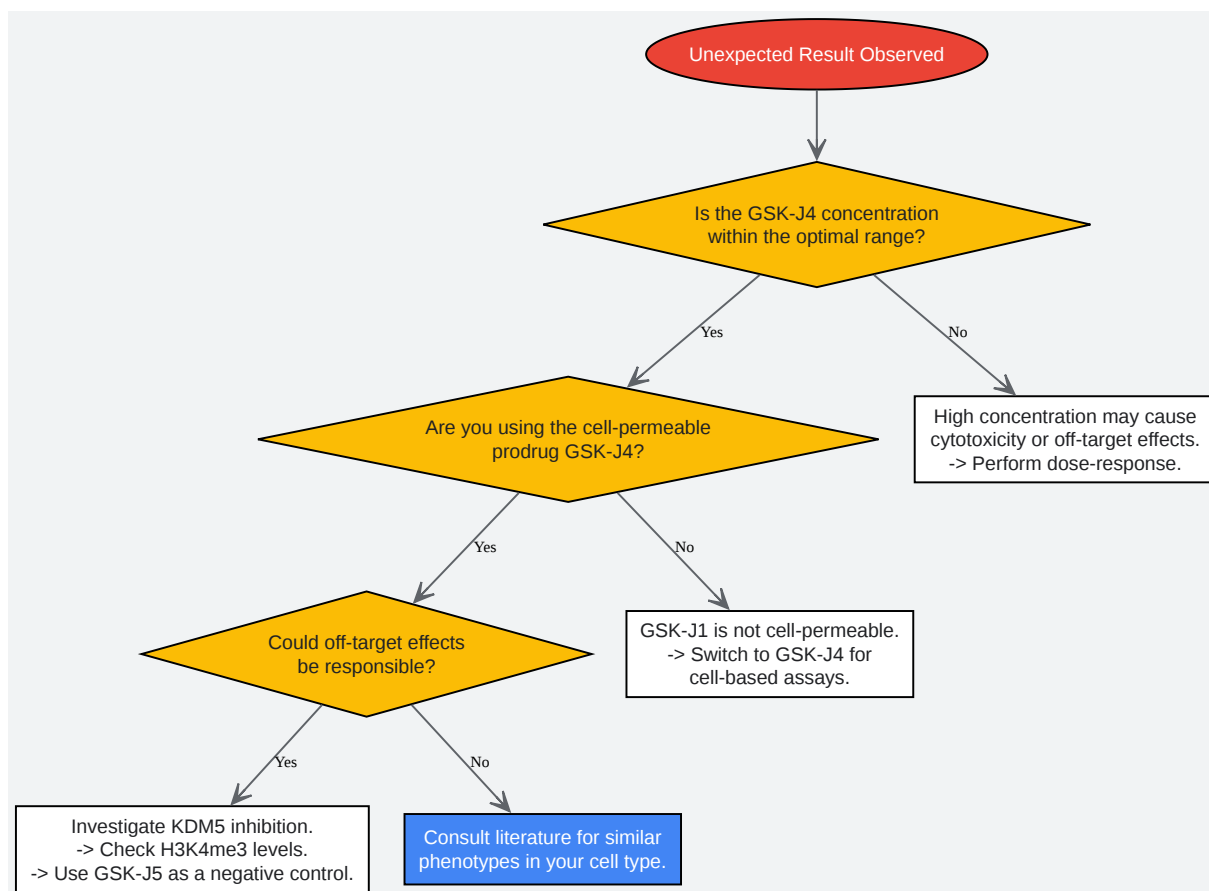 Unexpected Result Observed
Is the GSK-J4 concentration
within the optimal range?
Yes
No
Are you using the cell-permeable
prodrug GSK-J4?
High concentration may cause
cytotoxicity or off-target effects.
-> Perform dose-response.
Yes
No
Could off-target effects
be responsible?
GSK-J1 is not cell-permeable.
-> Switch to GSK-J4 for
cell-based assays.
Yes
No
Investigate KDM5 inhibition.
-> Check H3K4me3 levels.
-> Use GSK-J5 as a negative control.
Consult literature for similar
phenotypes in your cell type.